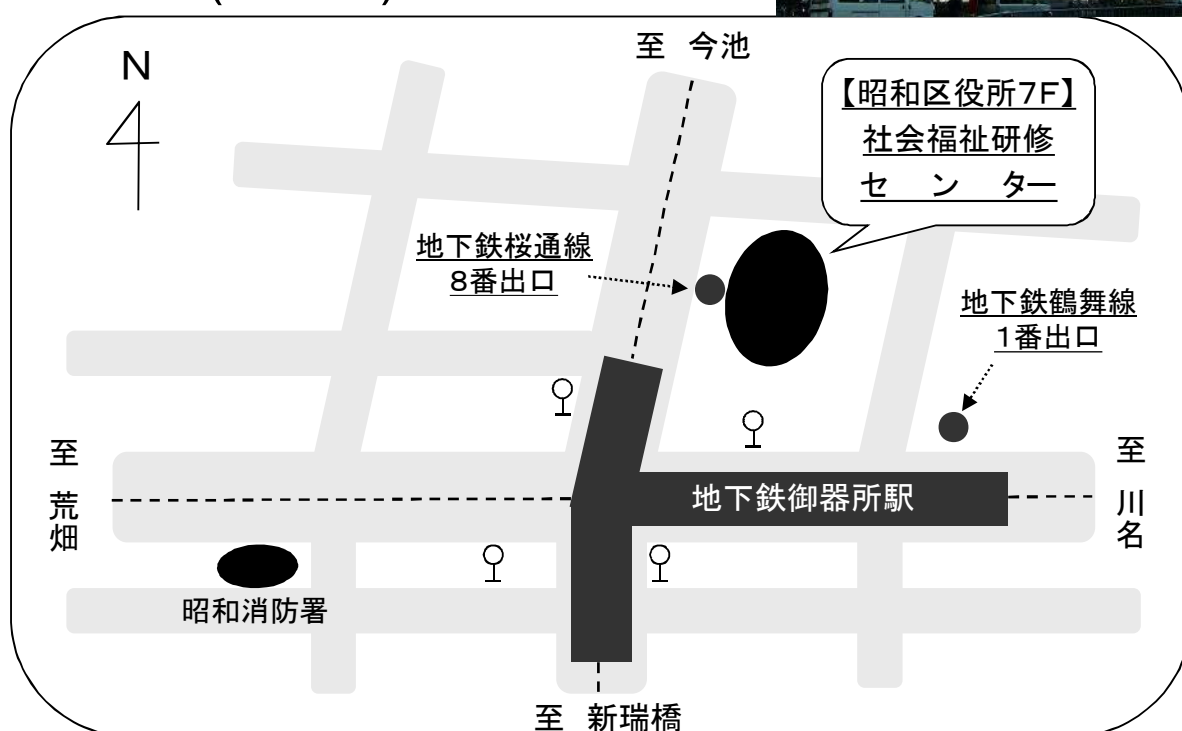 N
至 今池
【昭和区役所7F】
社会福祉研修
セ ン ター
地下鉄桜通線
8番出口
地下鉄鶴舞線
1番出口
至 荒畑
地下鉄御器所駅
至 川名
昭和消防署
至 新瑞橋